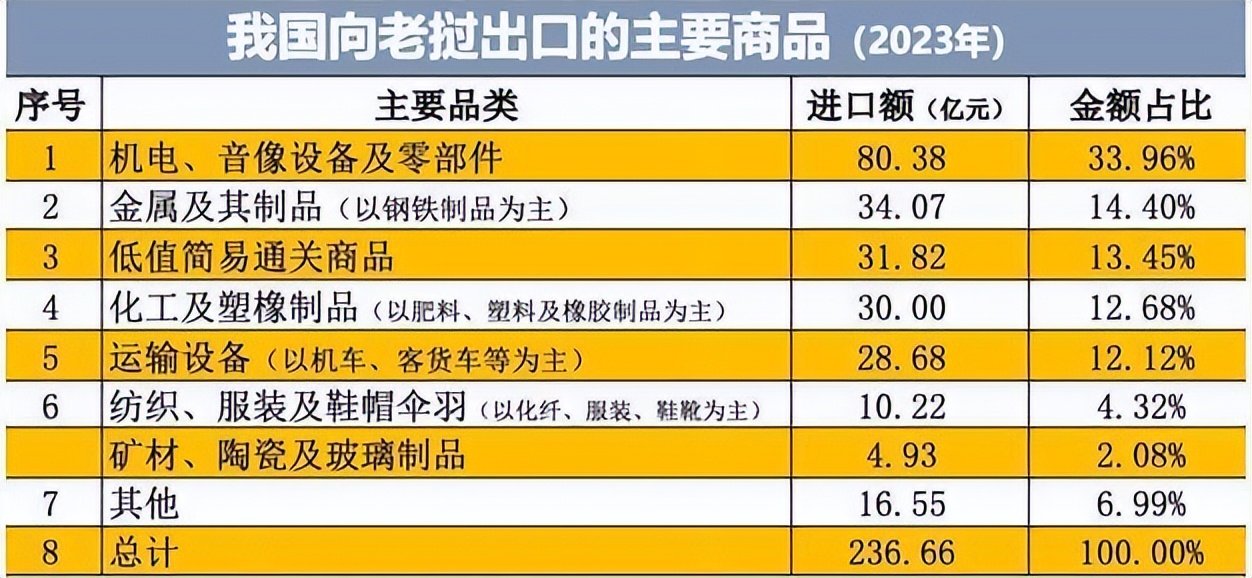 我国向老挝出口的主要商品（2023年）
序号 主要品类 进口额（亿元） 金额占比
1 机电、音像设备及零部件 80.38 33.96%
2 金属及其制品（以钢铁制品为主） 34.07 14.40%
3 低值简易通关商品 31.82 13.45%
4 化工及塑橡制品（以肥料、塑料及橡胶制品为主） 30.00 12.68%
5 运输设备（以机车、客货车等为主） 28.68 12.12%
6 纺织、服装及鞋帽伞羽（以化纤、服装、鞋靴为主） 10.22 4.32%
矿材、陶瓷及玻璃制品 4.93 2.08%
7 其他 16.55 6.99%
8 总计 236.66 100.00%